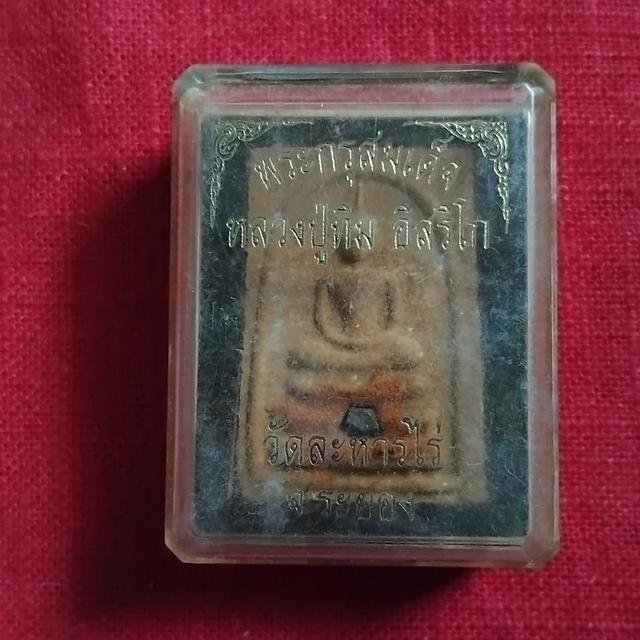 พระกรุสมเด็จ
หลวงปู่ทิม อิสริโก
วัดละหารไร่
จ.ระยอง